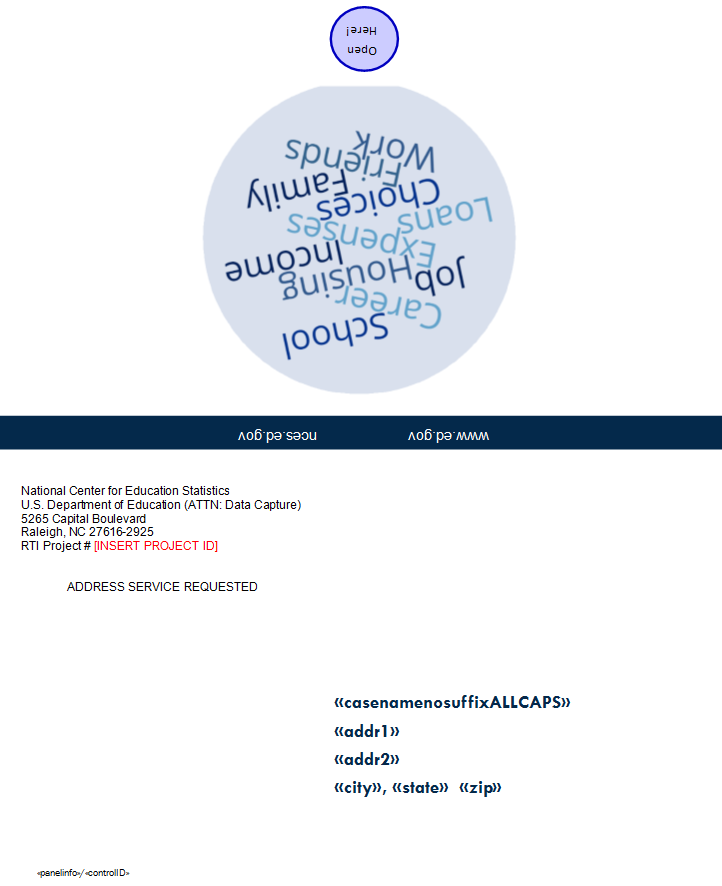 Open
Here!
School
Career
Job
Housing
Income
Expenses
Loans
Choices
Family
Friends
Work
www.ed.gov
nces.ed.gov
National Center for Education Statistics
U.S. Department of Education (ATTN: Data Capture)
5265 Capital Boulevard
Raleigh, NC 27616-2925
RTI Project # [INSERT PROJECT ID]
ADDRESS SERVICE REQUESTED
«casenamenosuffixALLCAPS»
«addr1»
«addr2»
«city», «state»  «zip»
«panelinfo»/«controlID»